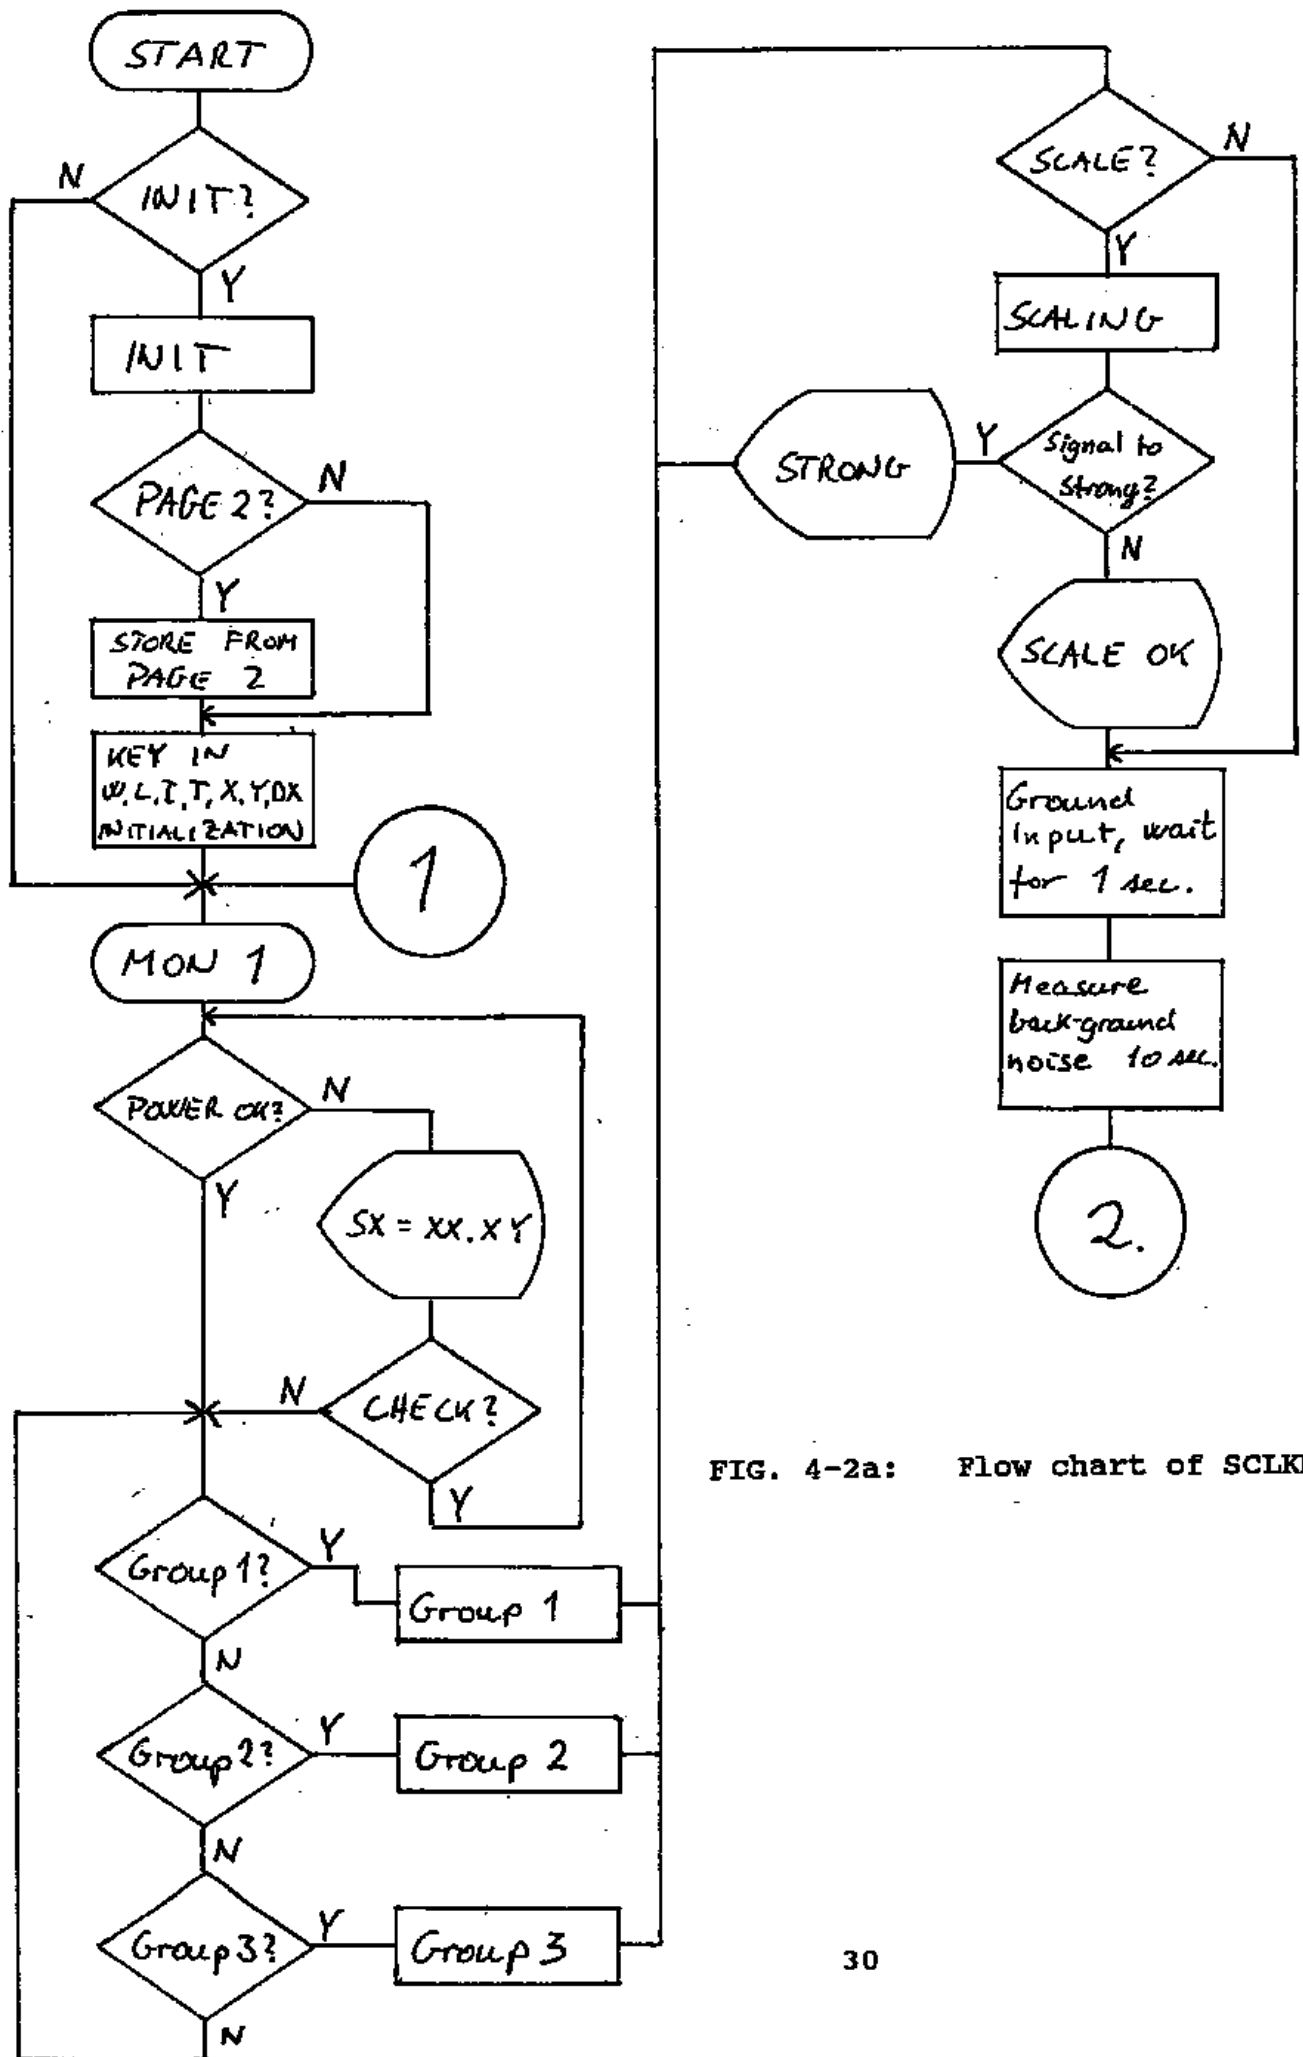 START
INIT?
N
Y
INIT
PAGE 2?
N
Y
STORE FROM
PAGE 2
KEY IN
W,L,I,T,X,Y,DX
INITIALIZATION
1
MON 1
POWER OK?
N
Y
SX = XX.XY
CHECK?
N
Y
Group 1?
Y
N
Group 1
Group 2?
Y
N
Group 2
Group 3?
Y
N
Group 3
SCALE?
N
Y
SCALING
Signal to
strong?
Y
N
STRONG
SCALE OK
Ground
input, wait
for 1 sec.
Measure
back-ground
noise 10 sec.
2.
FIG. 4-2a: Flow chart of SCLK
30